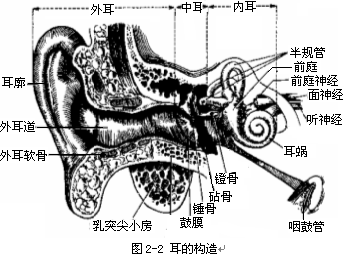 外耳
中耳
内耳
半规管
前庭
前庭神经
面神经
听神经
耳廓
外耳道
外耳软骨
耳蜗
镫骨
砧骨
锤骨
鼓膜
乳突尖小房
咽鼓管
图 2-2 耳的构造